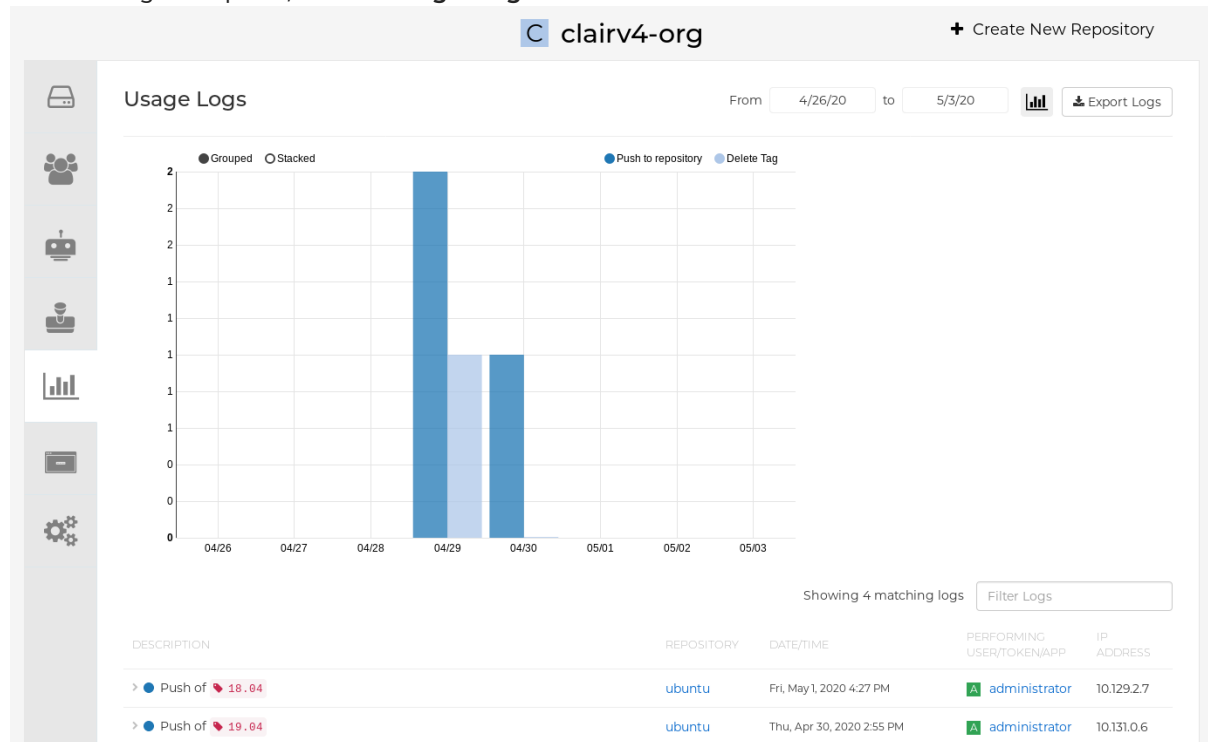 C clairv4-org
+ Create New Repository
Usage Logs
From 4/26/20 to 5/3/20
Export Logs
Grouped Stacked
Push to repository Delete Tag
2
2
2
1
1
1
1
1
0
0
0
04/26 04/27 04/28 04/29 04/30 05/01 05/02 05/03
Showing 4 matching logs Filter Logs
DESCRIPTION REPOSITORY DATE/TIME PERFORMING USER/TOKEN/APP IP ADDRESS
Push of 18.04 ubuntu Fri, May 1, 2020 4:27 PM A administrator 10.129.2.7
Push of 19.04 ubuntu Thu, Apr 30, 2020 2:55 PM A administrator 10.131.0.6